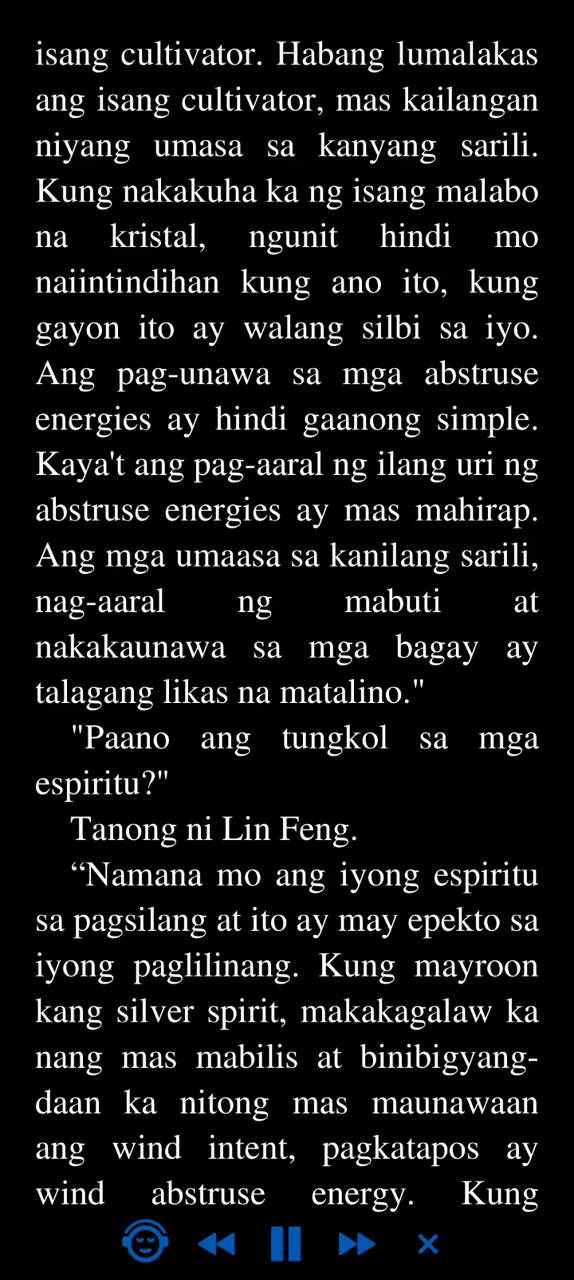 isang cultivator. Habang lumalakas
ang isang cultivator, mas kailangan
niyang umasa sa kanyang sarili.
Kung nakakuha ka ng isang malabo
na kristal, ngunit hindi mo
naiintindihan kung ano ito, kung
gayon ito ay walang silbi sa iyo.
Ang pag-unawa sa mga abstruse
energies ay hindi gaanong simple.
Kaya't ang pag-aaral ng ilang uri ng
abstruse energies ay mas mahirap.
Ang mga umaasa sa kanilang sarili,
nag-aaral ng mabuti at
nakakaunawa sa mga bagay ay
talagang likas na matalino."
"Paano ang tungkol sa mga
espiritu?"
Tanong ni Lin Feng.
“Namana mo ang iyong espiritu
sa pagsilang at ito ay may epekto sa
iyong paglilinang. Kung mayroon
kang silver spirit, makakagalaw ka
nang mas mabilis at binibigyang-
daan ka nitong mas maunawaan
ang wind intent, pagkatapos ay
wind abstruse energy. Kung